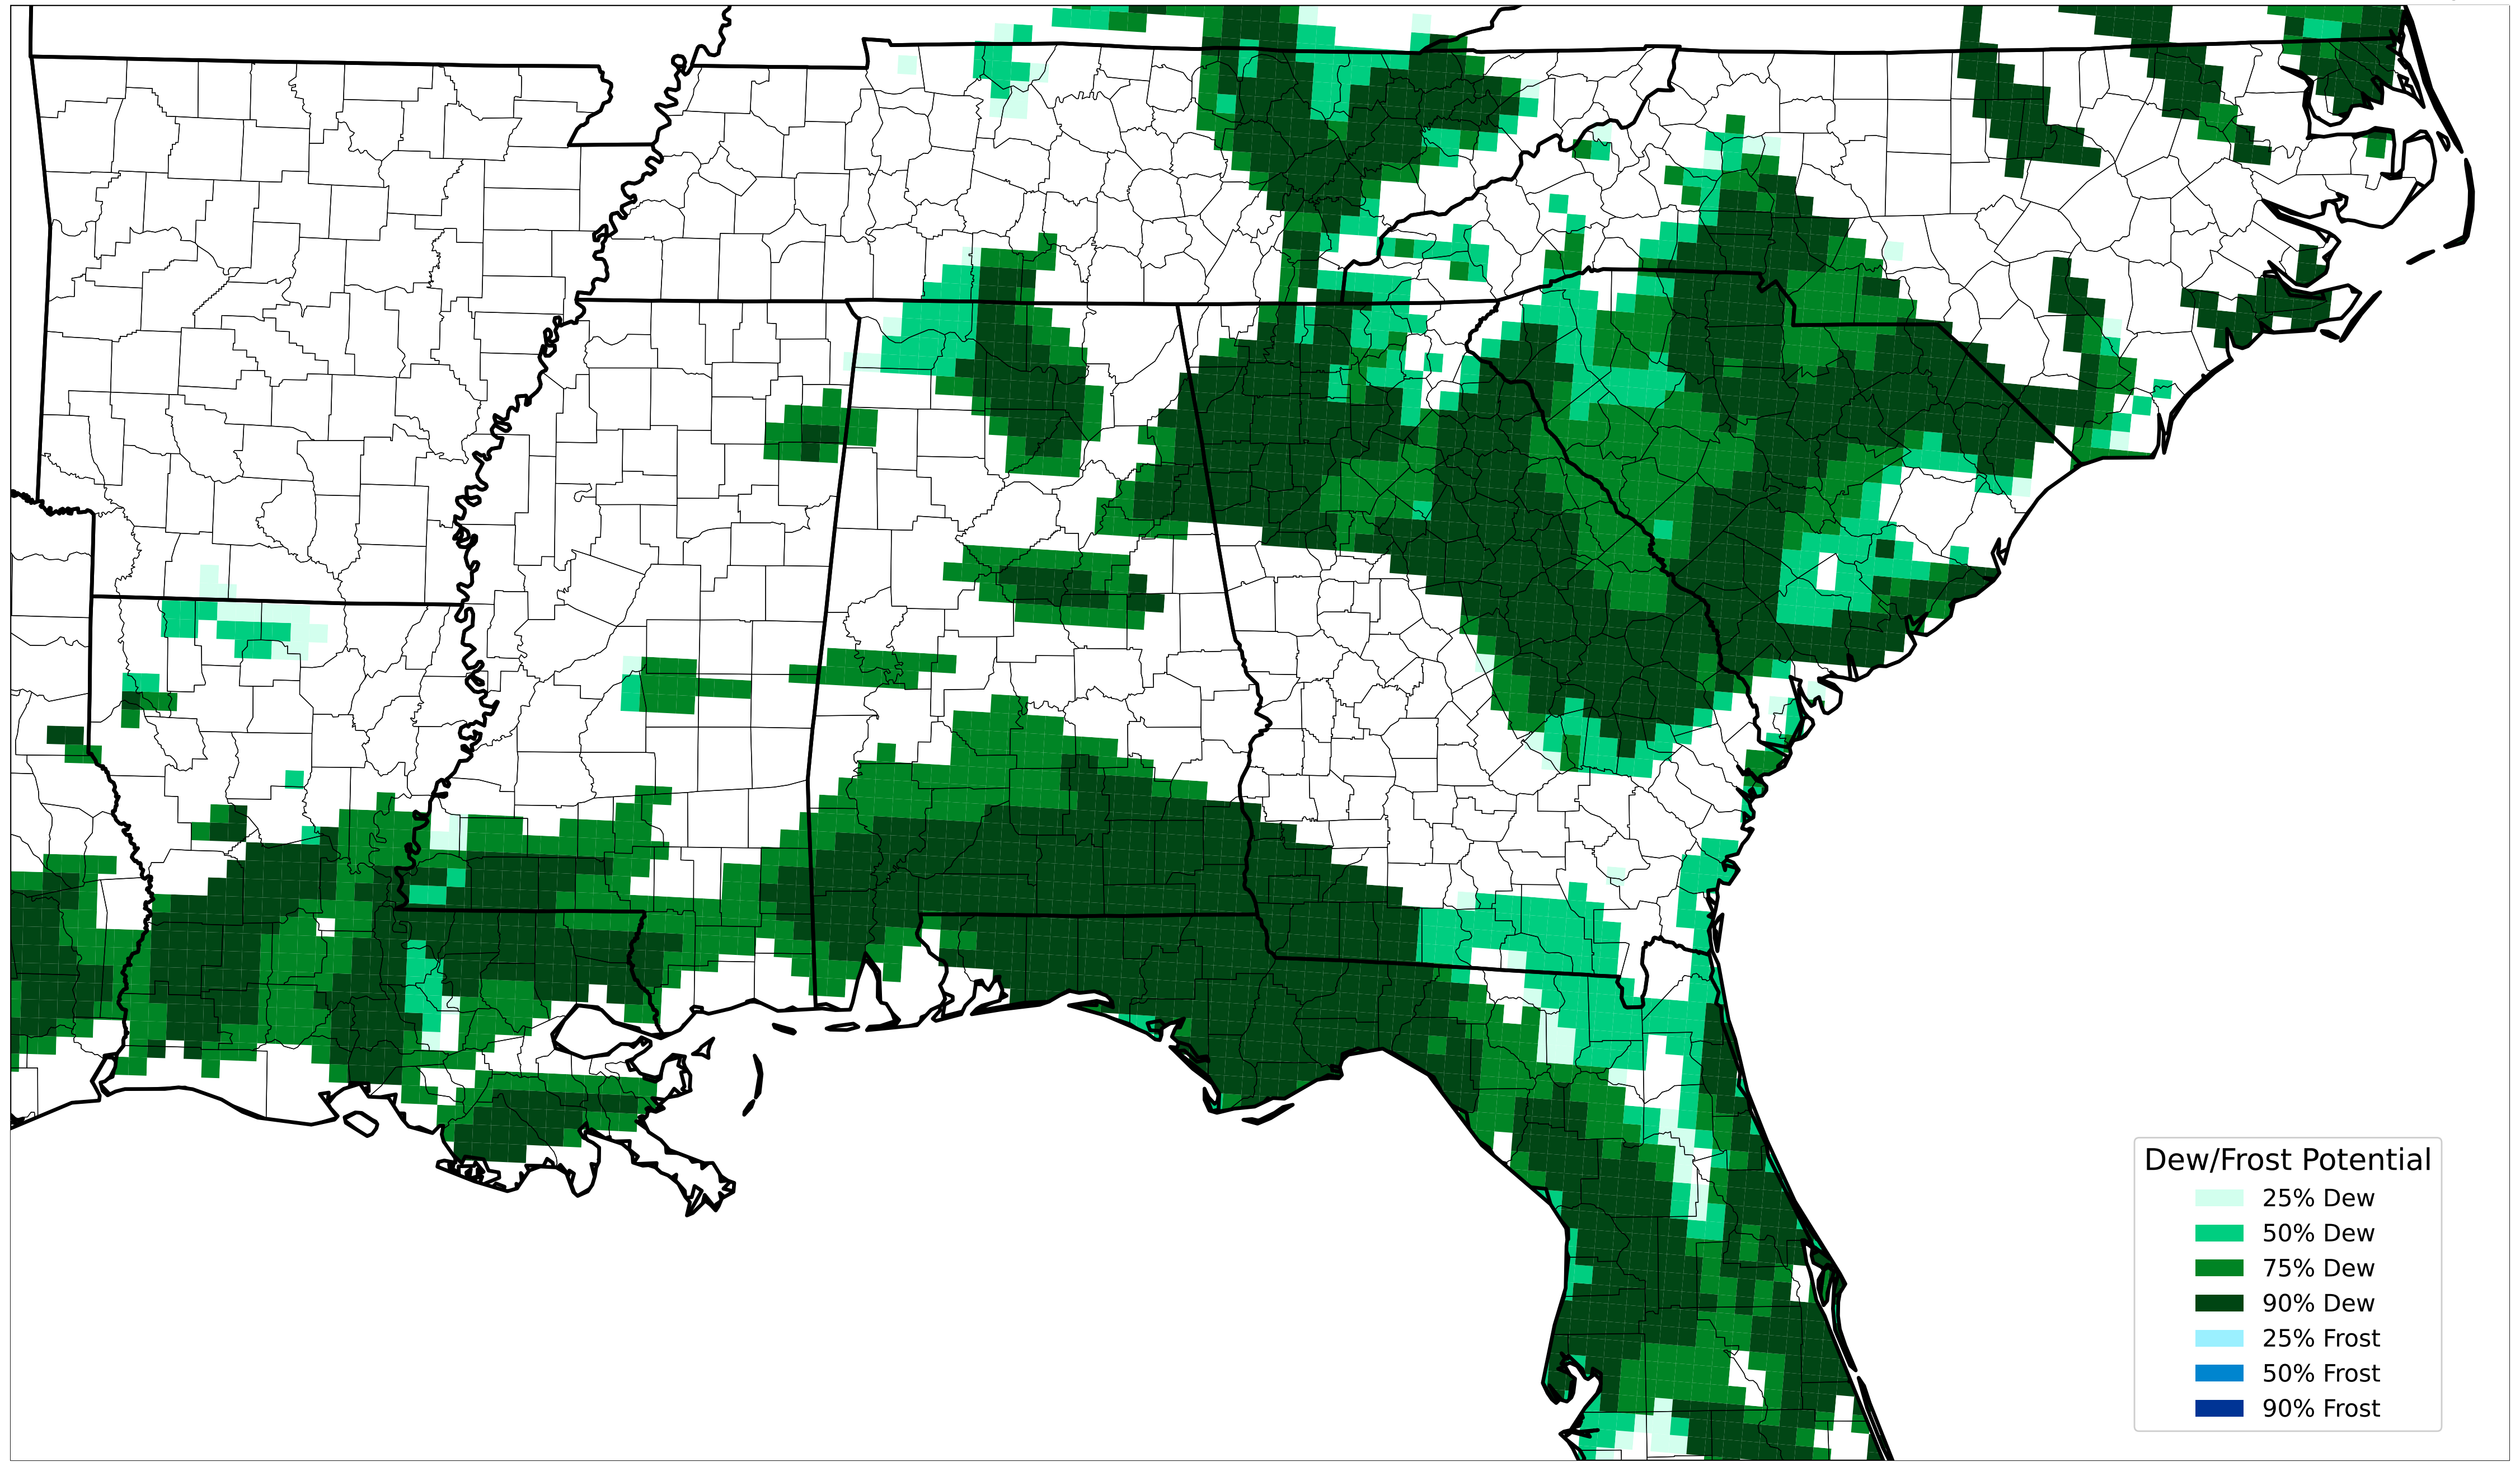 Dew/Frost Potential
25% Dew
50% Dew
75% Dew
90% Dew
25% Frost
50% Frost
90% Frost